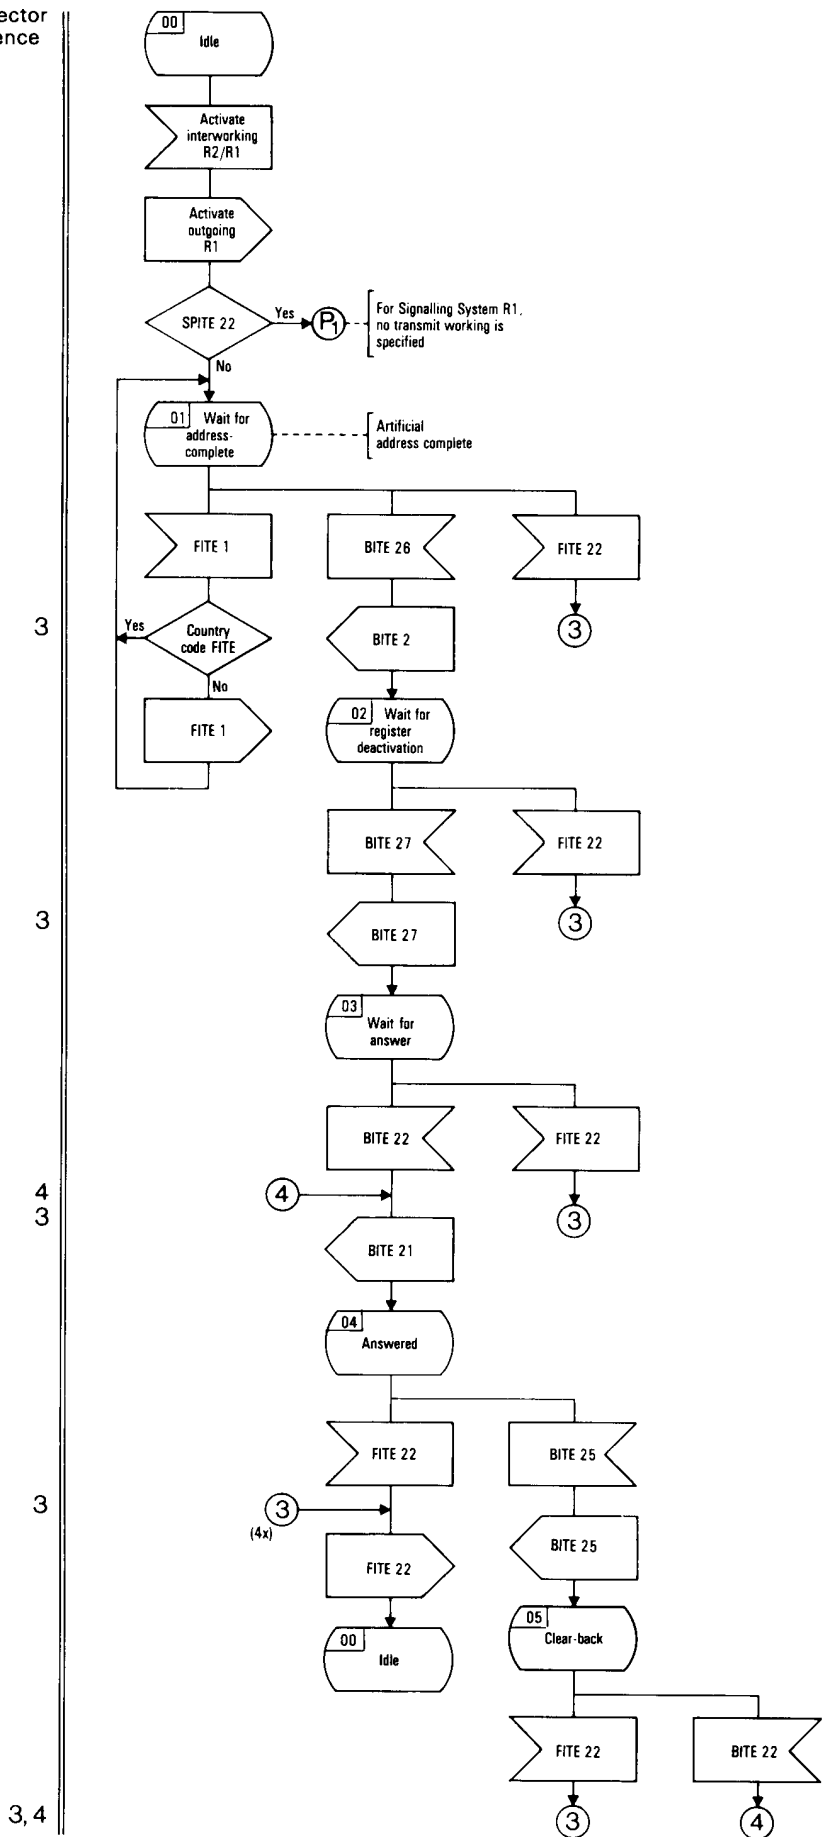 ector
ence
00
Idle
Activate
interworking
R2/R1
Activate
outgoing
R1
SPITE 22
Yes
P1
For Signalling System R1,
no transmit working is
specified
No
01 Wait for
address-
complete
Artificial
address complete
FITE 1
BITE 26
FITE 22
3
Yes
Country
code FITE
BITE 2
3
No
FITE 1
02 Wait for
register
deactivation
BITE 27
FITE 22
3
BITE 27
3
03
Wait for
answer
BITE 22
FITE 22
4
3
4
3
BITE 21
04
Answered
FITE 22
BITE 25
3
3
(4x)
FITE 22
BITE 25
00
Idle
05
Clear-back
FITE 22
BITE 22
3, 4
3
4